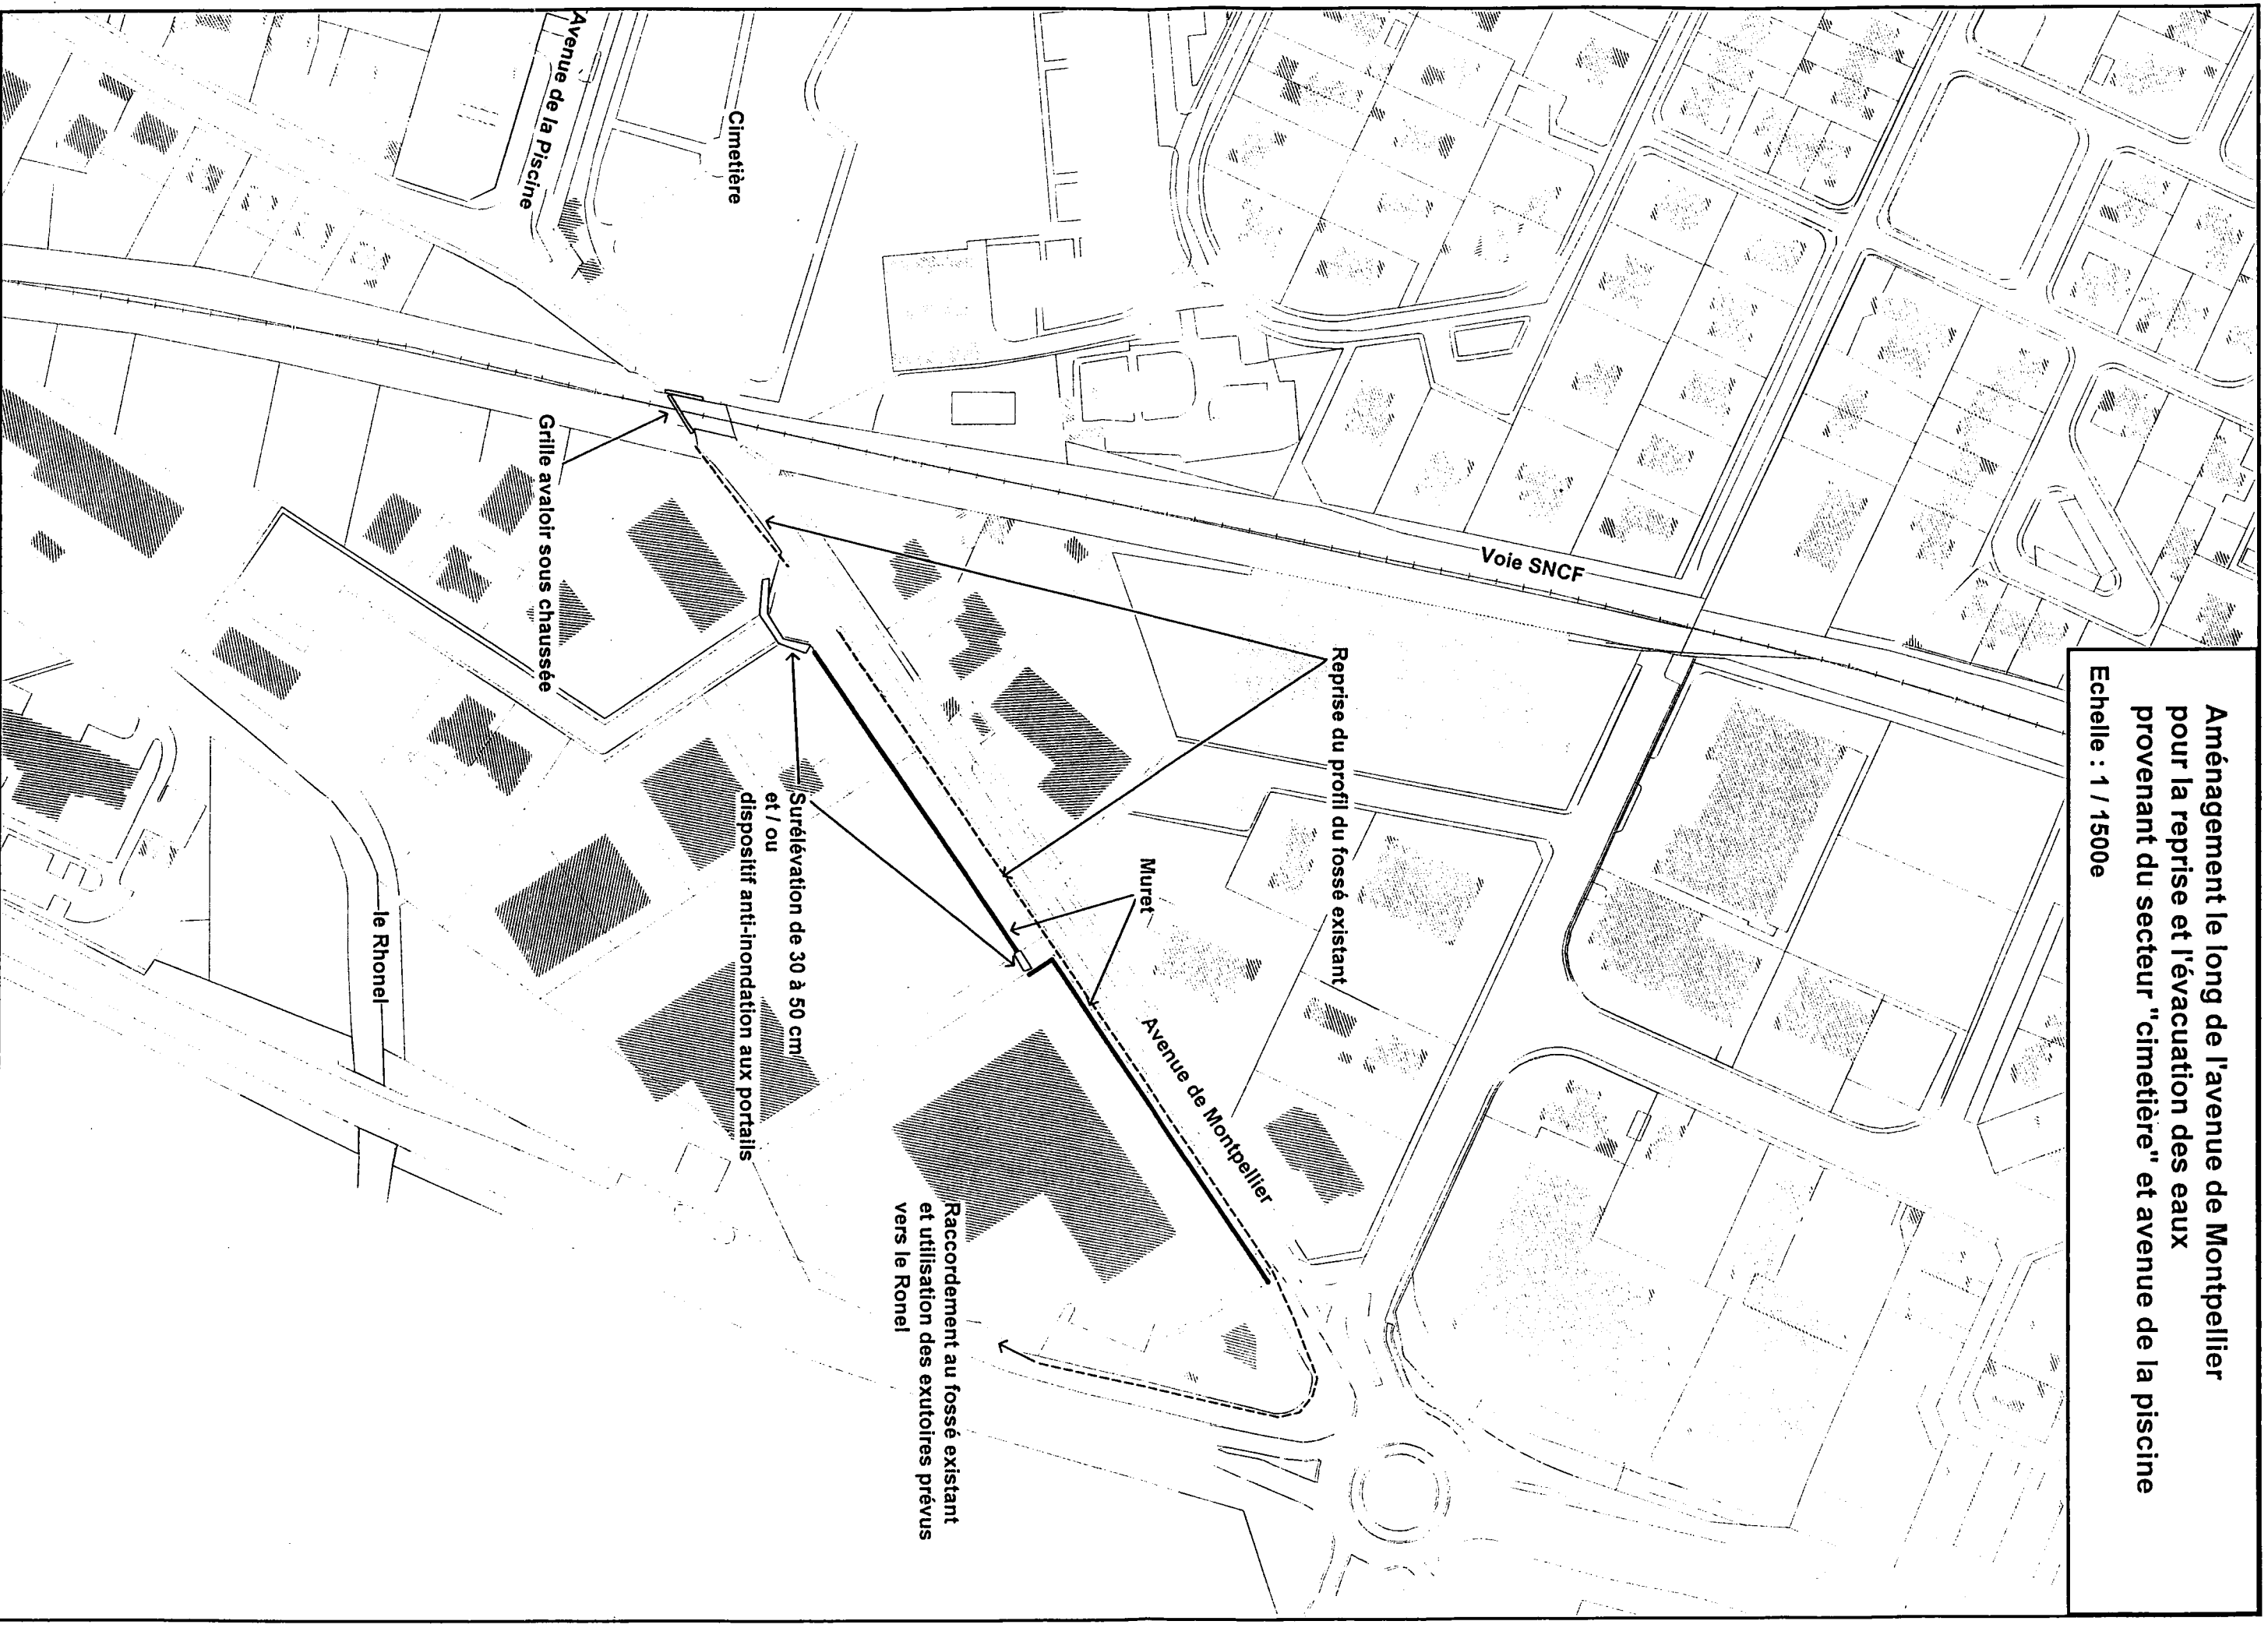 Aménagement le long de l'avenue de Montpellier
pour la reprise et l'évacuation des eaux
provenant du secteur "cimetière" et avenue de la piscine
Echelle : 1 / 1500e
Avenue de la Piscine
Cimetière
Voie SNCF
Grille avaloir sous chaussée
Reprise du profil du fossé existant
Muret
Surélévation de 30 à 50 cm
et / ou
dispositif anti-inondation aux portails
Avenue de Montpellier
le Rhonel
Raccordement au fossé existant
et utilisation des exutoires prévus
vers le Ronel